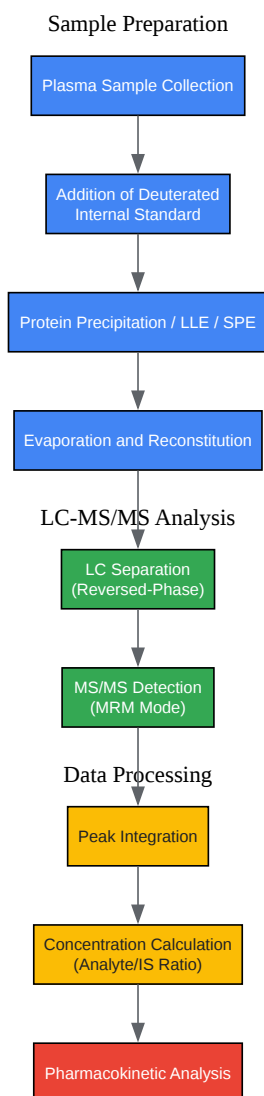 Sample Preparation
Plasma Sample Collection
Addition of Deuterated
Internal Standard
Protein Precipitation / LLE / SPE
Evaporation and Reconstitution
LC-MS/MS Analysis
LC Separation
(Reversed-Phase)
MS/MS Detection
(MRM Mode)
Data Processing
Peak Integration
Concentration Calculation
(Analyte/IS Ratio)
Pharmacokinetic Analysis